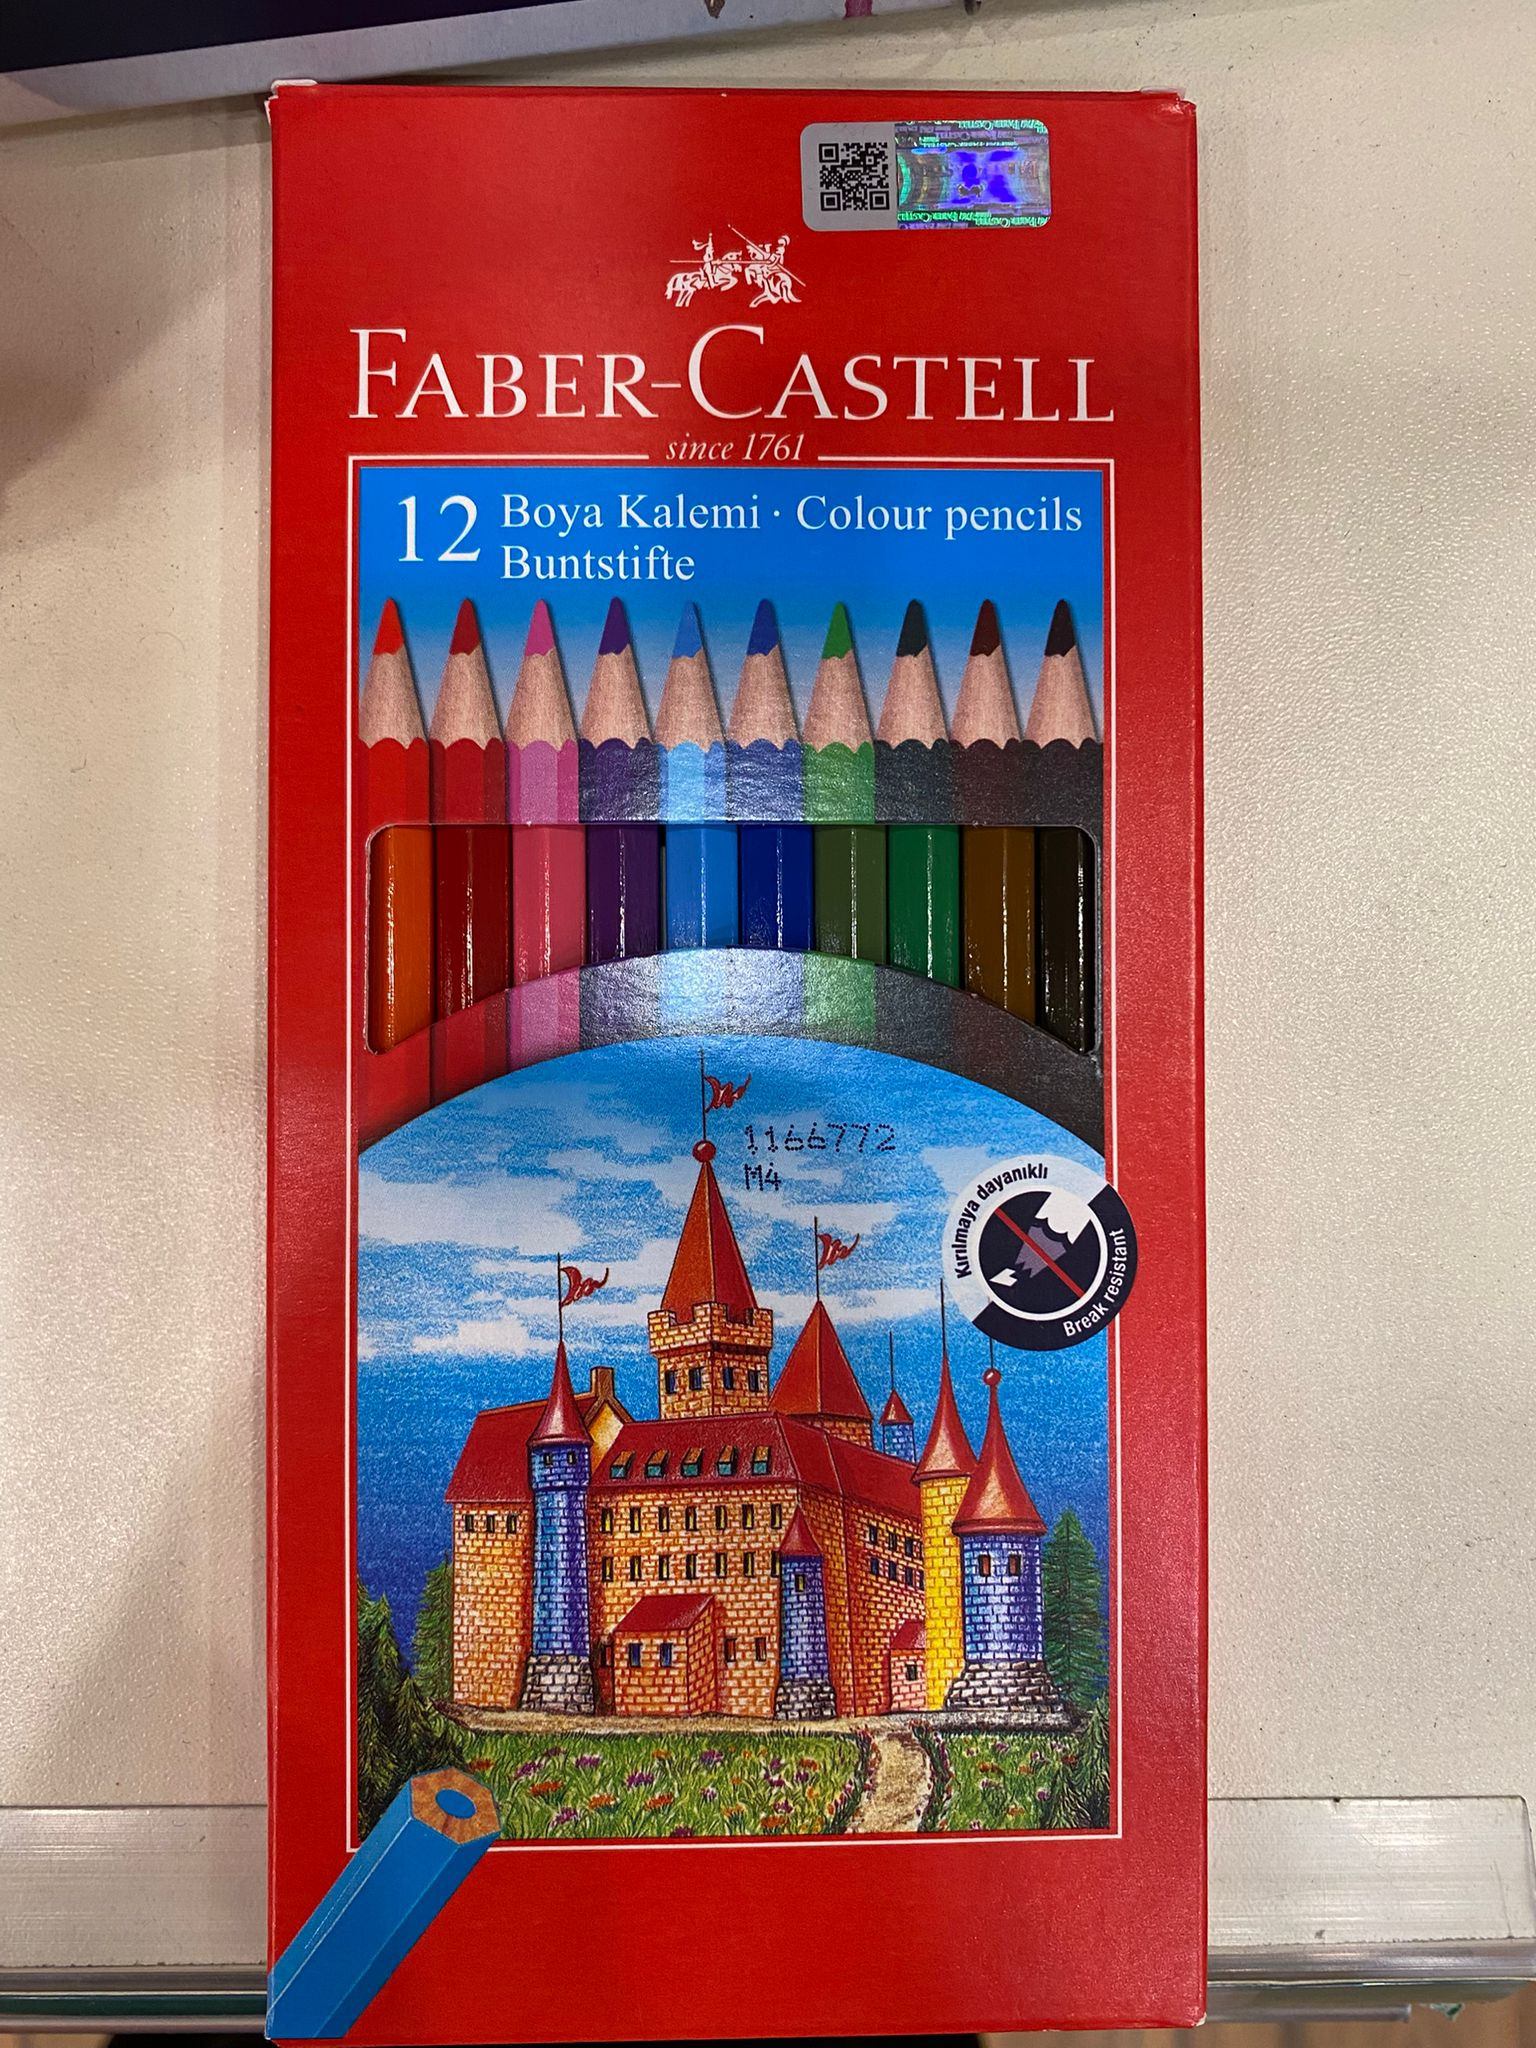 FABER-CASTELL
since 1761
12 Boya Kalemi · Colour pencils
Buntstifte
1166772
M4
Kırılmaya dayanıklı
Break resistant